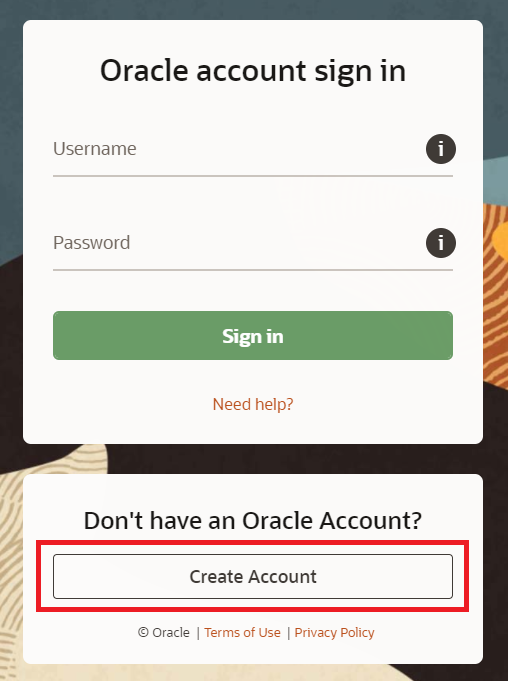 Oracle account sign in
Username
i
Password
i
Sign in
Need help?
Don't have an Oracle Account?
Create Account
© Oracle | Terms of Use | Privacy Policy